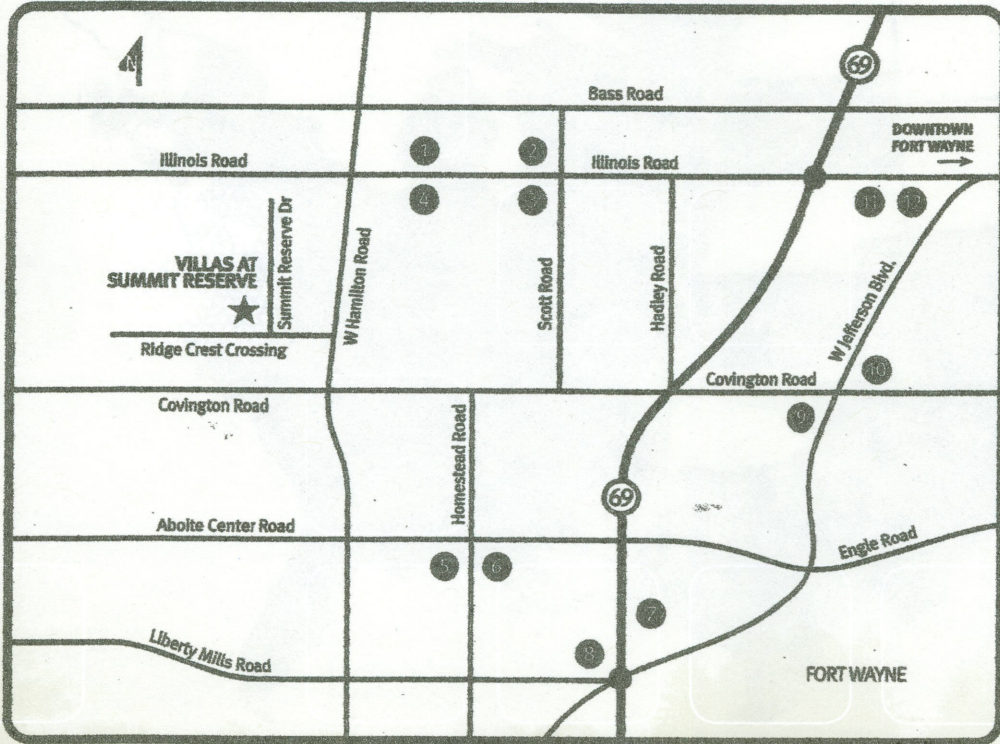 N
69
Bass Road
DOWNTOWN
FORT WAYNE
Illinois Road
Illinois Road
1
2
4
3
11
12
Summit Reserve Dr
VILLAS AT
SUMMIT RESERVE
W Hamilton Road
Scott Road
Hadley Road
W Jefferson Blvd.
Ridge Crest Crossing
10
Covington Road
Covington Road
9
Homestead Road
69
Aboite Center Road
Engle Road
5
6
7
8
Liberty Mills Road
FORT WAYNE